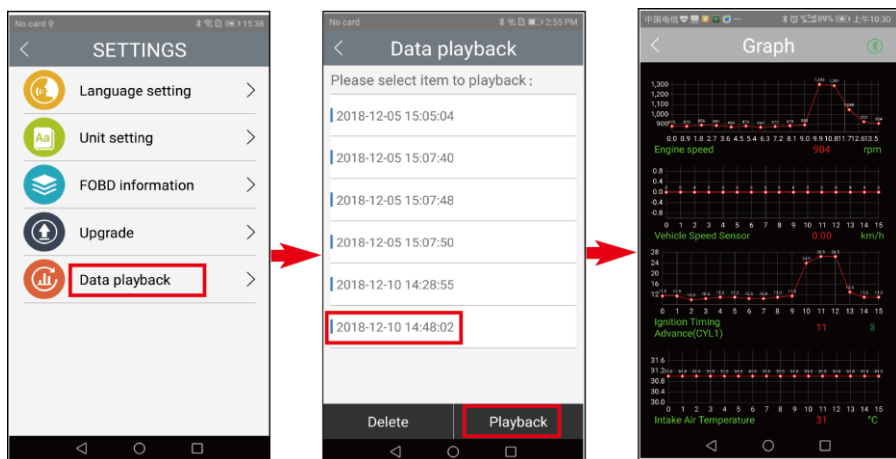 No card 15:38
SETTINGS
Language setting
Unit setting
FOBD information
Upgrade
Data playback
No card 2:55 PM
Data playback
Please select item to playback :
2018-12-05 15:05:04
2018-12-05 15:07:40
2018-12-05 15:07:48
2018-12-05 15:07:50
2018-12-10 14:28:55
2018-12-10 14:48:02
Delete Playback
中国电信 89% 上午10:30
Graph
1,300
1,200
1,100
1,000
900
0.0 0.9 1.8 2.7 3.6 4.5 5.4 6.3 7.2 8.1 9.0 9.9 10.8 11.7 12.6 13.5
Engine speed 904 rpm
0.8
0.4
0.0
-0.4
-0.8
0 1 2 3 4 5 6 7 8 9 10 11 12 13 14 15
Vehicle Speed Sensor 0.00 km/h
28
24
20
16
12
0 1 2 3 4 5 6 7 8 9 10 11 12 13 14 15
Ignition Timing 11
Advance(CYL1)
31.6
31.2
30.8
30.4
30.0
0 1 2 3 4 5 6 7 8 9 10 11 12 13 14 15
Intake Air Temperature 31 °C